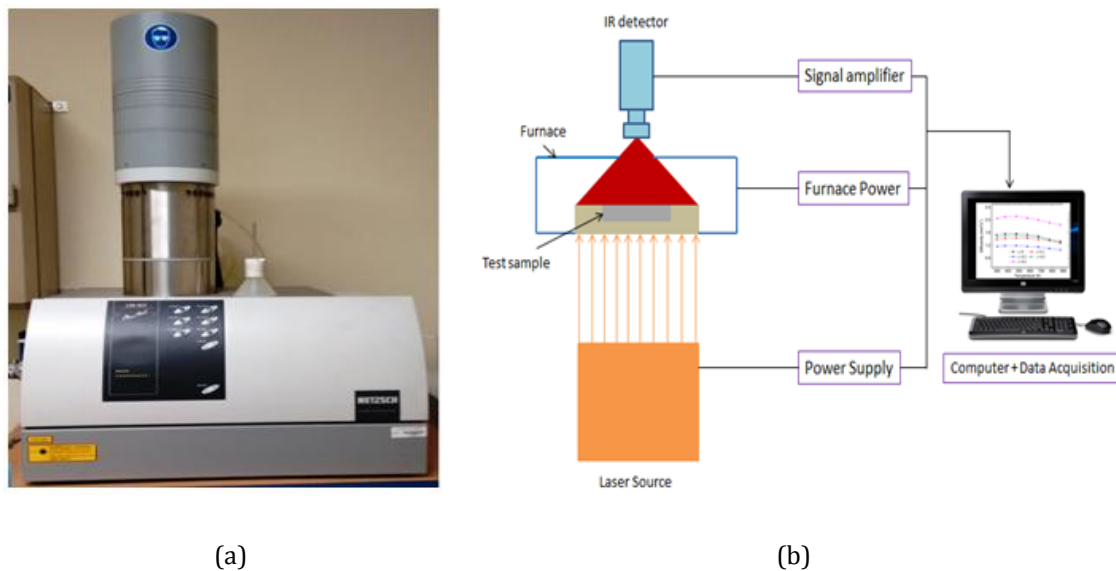 NETZSCH
(a)
IR detector
Signal amplifier
Furnace
Furnace Power
Test sample
Power Supply
Computer + Data Acquisition
Laser Source
(b)